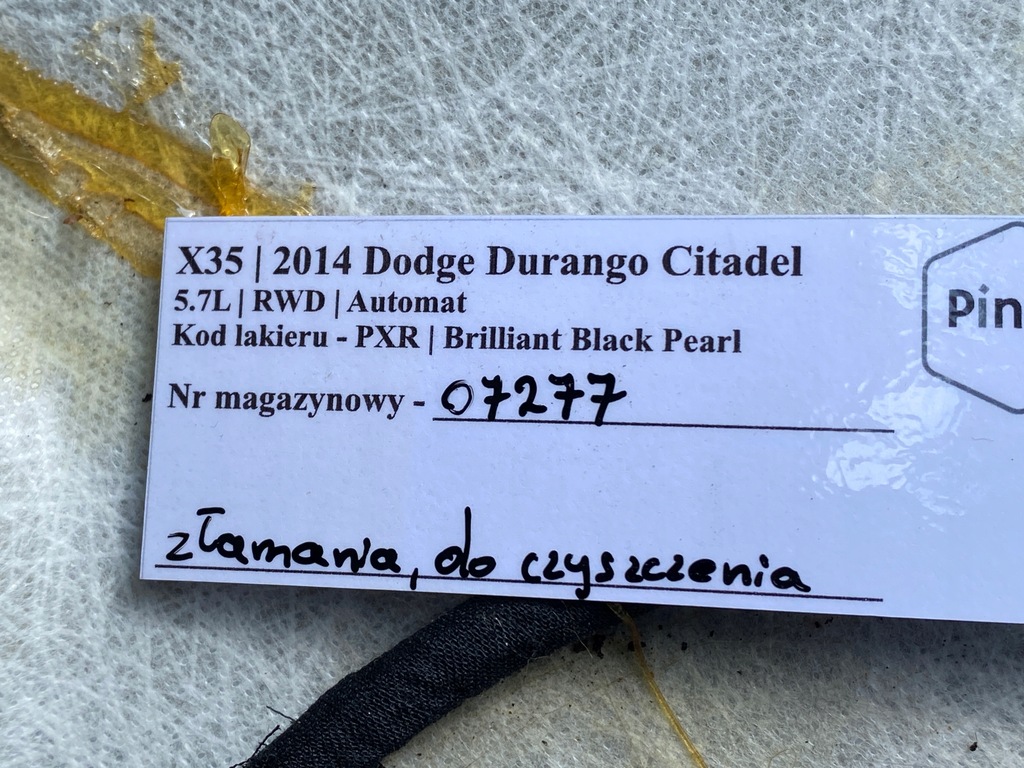 X35 | 2014 Dodge Durango Citadel
5.7L | RWD | Automat
Kod lakieru - PXR | Brilliant Black Pearl
Nr magazynowy - 07277
złamania, do czyszczenia
Pin